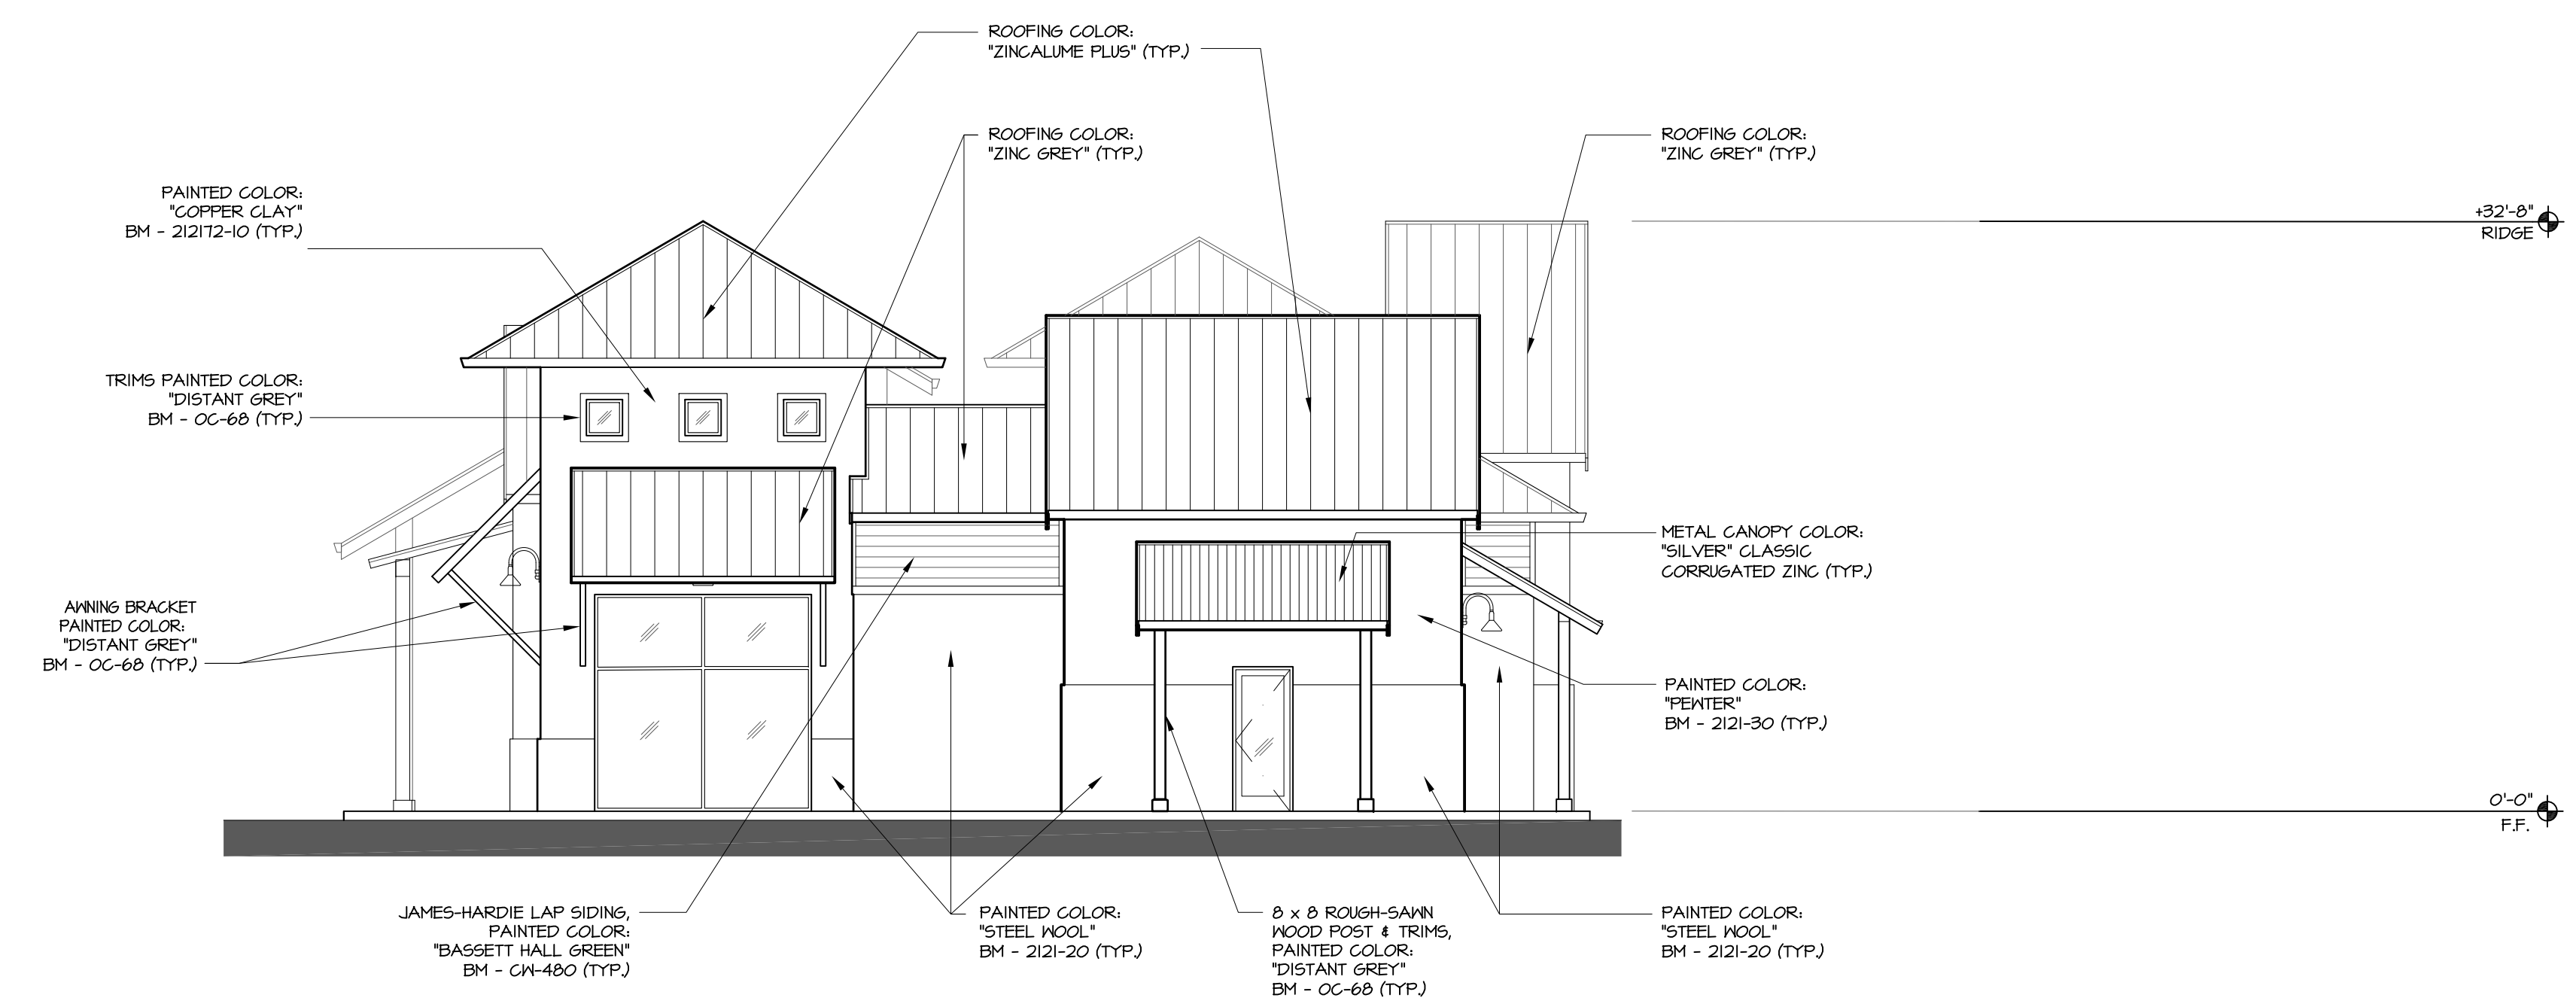 ROOFING COLOR:
"ZINCALUME PLUS" (TYP.)
ROOFING COLOR:
"ZINC GREY" (TYP.)
ROOFING COLOR:
"ZINC GREY" (TYP.)
PAINTED COLOR:
"COPPER CLAY"
BM - 212172-10 (TYP.)
+32'-8"
RIDGE
TRIMS PAINTED COLOR:
"DISTANT GREY"
BM - OC-68 (TYP.)
METAL CANOPY COLOR:
"SILVER" CLASSIC
CORRUGATED ZINC (TYP.)
AWNING BRACKET
PAINTED COLOR:
"DISTANT GREY"
BM - OC-68 (TYP.)
PAINTED COLOR:
"PEWTER"
BM - 2121-30 (TYP.)
0'-0"
F.F.
JAMES-HARDIE LAP SIDING,
PAINTED COLOR:
"BASSETT HALL GREEN"
BM - CW-480 (TYP.)
PAINTED COLOR:
"STEEL WOOL"
BM - 2121-20 (TYP.)
8 x 8 ROUGH-SAWN
WOOD POST & TRIMS,
PAINTED COLOR:
"DISTANT GREY"
BM - OC-68 (TYP.)
PAINTED COLOR:
"STEEL WOOL"
BM - 2121-20 (TYP.)